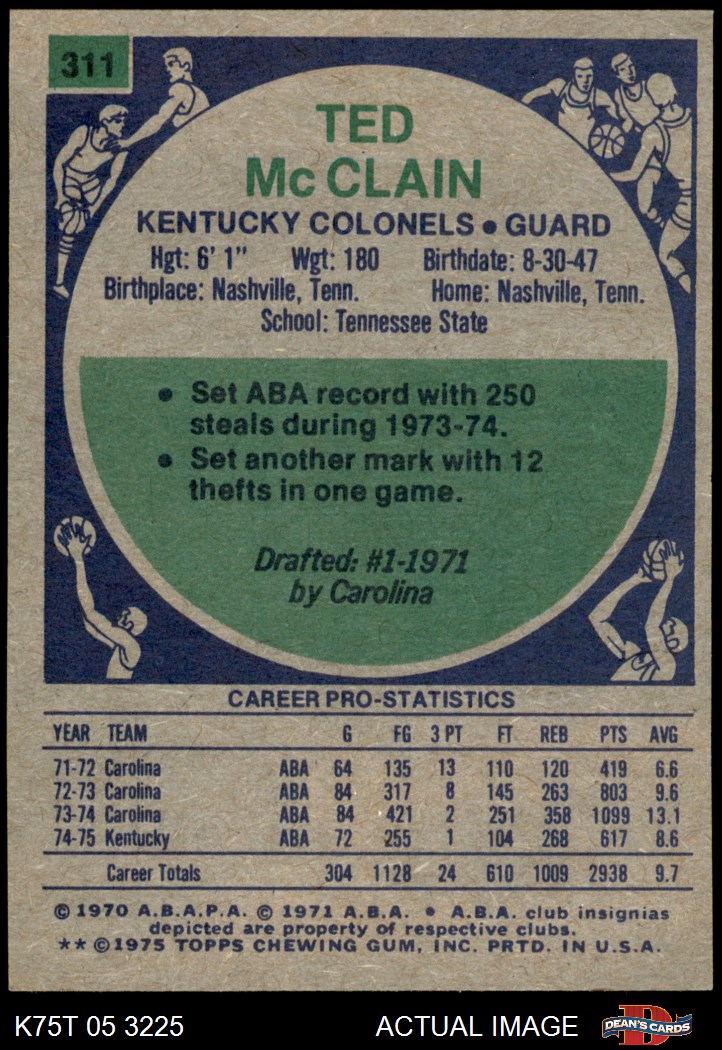 311
TED
McCLAIN
KENTUCKY COLONELS • GUARD
Hgt: 6' 1" Wgt: 180 Birthdate: 8-30-47
Birthplace: Nashville, Tenn. Home: Nashville, Tenn.
School: Tennessee State
• Set ABA record with 250
steals during 1973-74.
• Set another mark with 12
thefts in one game.
Drafted: #1-1971
by Carolina
CAREER PRO-STATISTICS
YEAR TEAM G FG 3 PT FT REB PTS AVG
71-72 Carolina ABA 64 135 13 110 120 419 6.6
72-73 Carolina ABA 84 317 8 145 263 803 9.6
73-74 Carolina ABA 84 421 2 251 358 1099 13.1
74-75 Kentucky ABA 72 255 1 104 268 617 8.6
Career Totals 304 1128 24 610 1009 2938 9.7
© 1970 A.B.A.P.A. © 1971 A.B.A. • A.B.A. club insignias
depicted are property of respective clubs.
** © 1975 TOPPS CHEWING GUM, INC. PRTD. IN U.S.A.
K75T 05 3225 ACTUAL IMAGE D DEAN'S CARDS